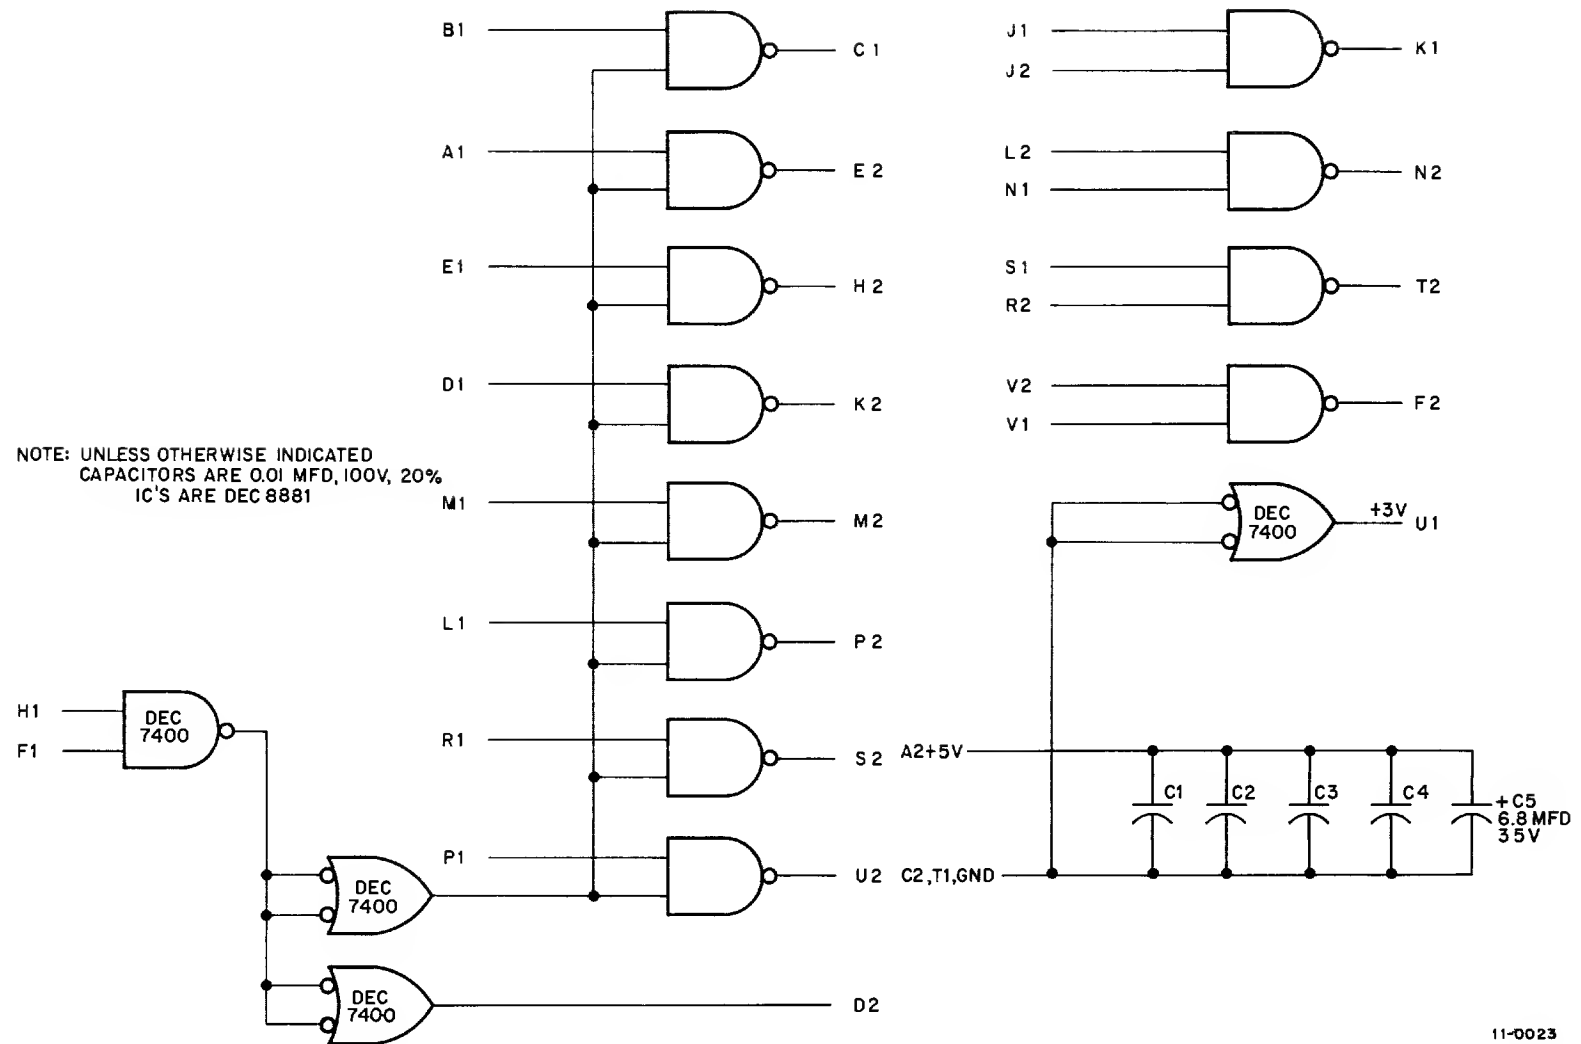 B1
C1
J1
J2
K1
A1
E2
L2
N1
N2
E1
H2
S1
R2
T2
D1
K2
V2
V1
F2
NOTE: UNLESS OTHERWISE INDICATED
CAPACITORS ARE 0.01 MFD, 100V, 20%
IC'S ARE DEC 8881
M1
M2
DEC
7400
+3V
U1
L1
P2
H1
F1
DEC
7400
R1
S2
A2+5V
C1
C2
C3
C4
+C5
6.8 MFD
35V
P1
U2
C2,T1,GND
DEC
7400
DEC
7400
D2
11-0023